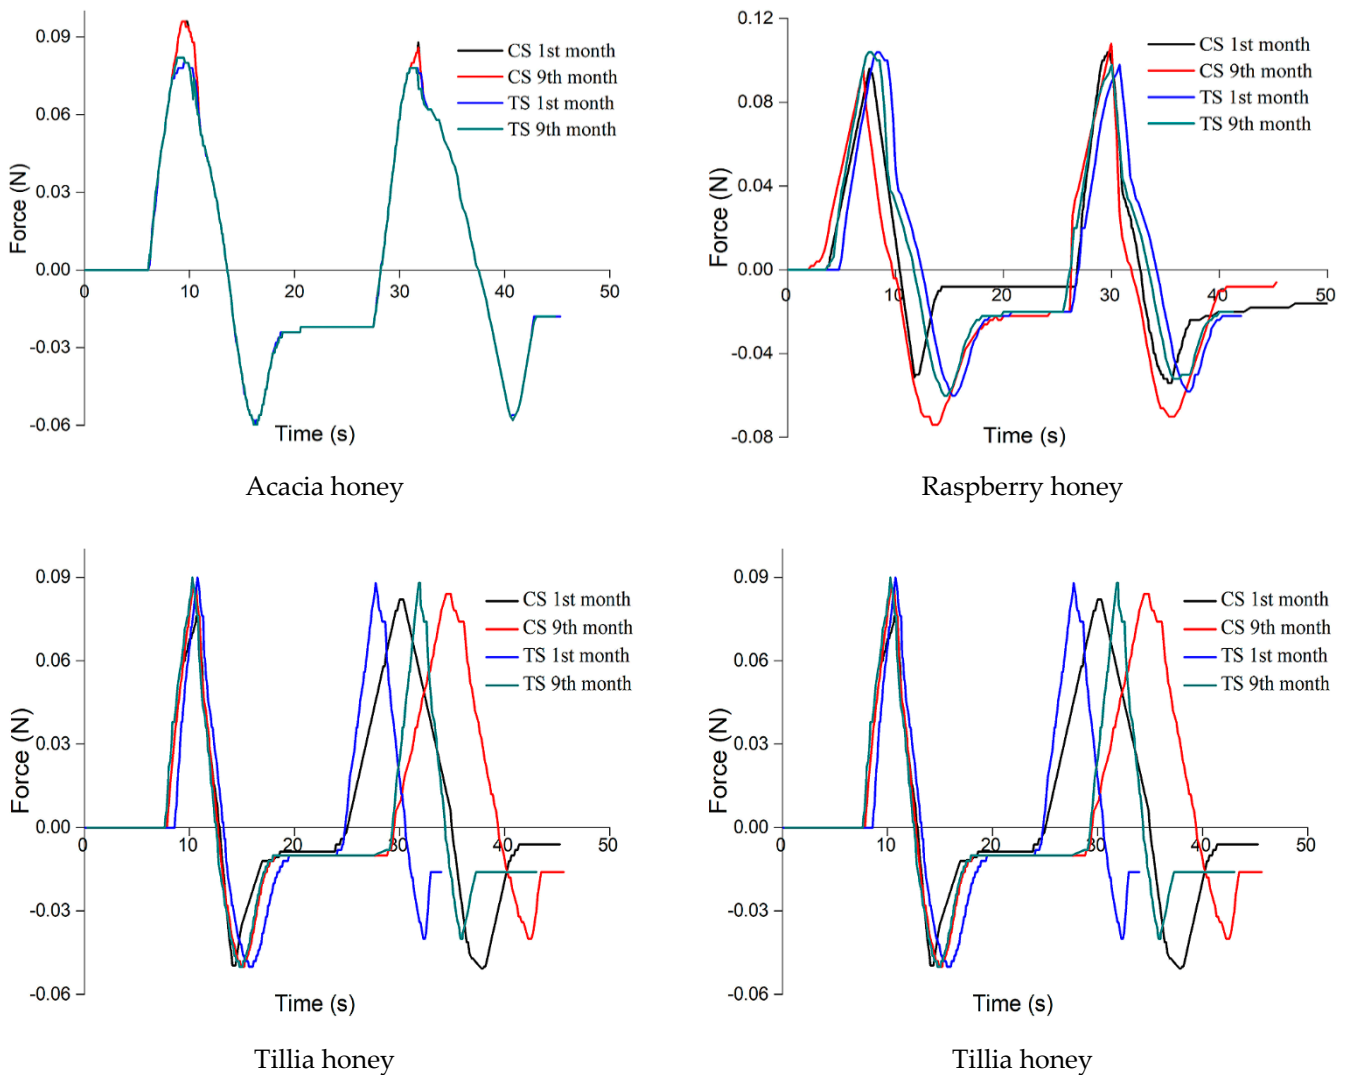 0.09
0.06
0.03
0.00
-0.03
-0.06
Force (N)
0
10
20
30
40
50
Time (s)
CS 1st month
CS 9th month
TS 1st month
TS 9th month
Acacia honey
0.12
0.08
0.04
0.00
-0.04
-0.08
Force (N)
0
10
20
30
40
50
Time (s)
CS 1st month
CS 9th month
TS 1st month
TS 9th month
Raspberry honey
0.09
0.06
0.03
0.00
-0.03
-0.06
Force (N)
0
10
20
30
40
50
Time (s)
CS 1st month
CS 9th month
TS 1st month
TS 9th month
Tillia honey
0.09
0.06
0.03
0.00
-0.03
-0.06
Force (N)
0
10
20
30
40
50
Time (s)
CS 1st month
CS 9th month
TS 1st month
TS 9th month
Tillia honey